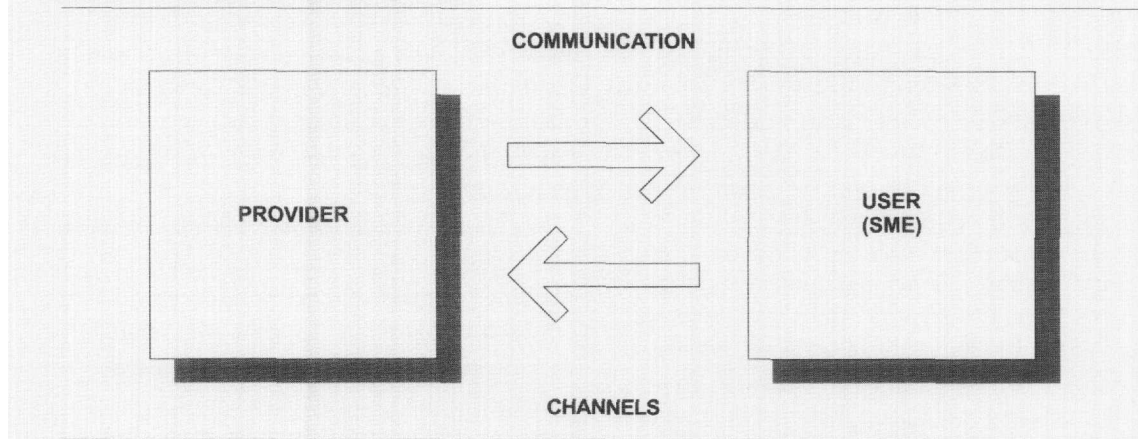 COMMUNICATION
PROVIDER
USER
(SME)
CHANNELS